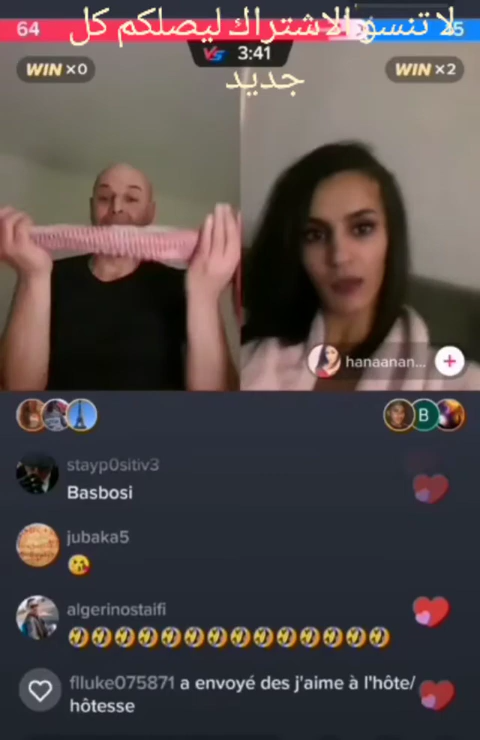 لا تنسو الاشتراك ليصلكم كل
جديد
64
VS 3:41
WIN ×0
WIN ×2
hanaanan...
B
stayp0sitiv3
Basbosi
jubaka5
algerinostaifi
flluke075871 a envoyé des j'aime à l'hôte/
hôtesse